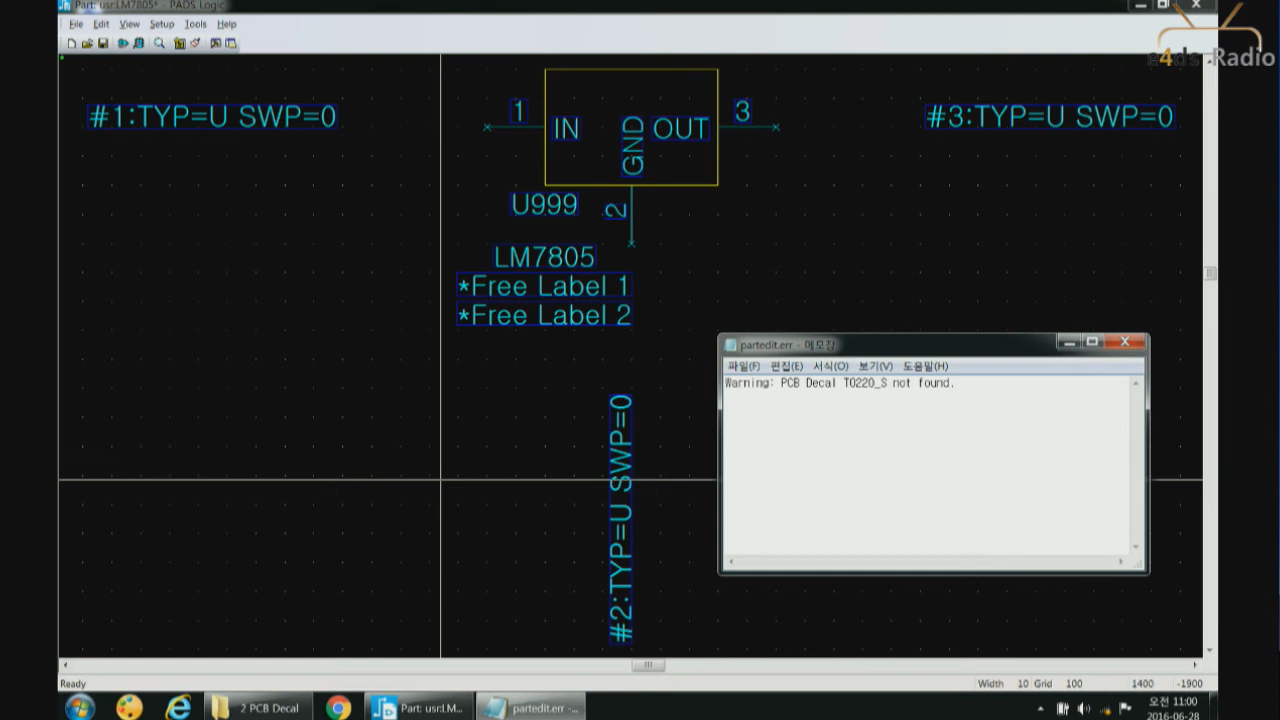 Part: usr:LM7805* - PADS Logic
File Edit View Setup Tools Help
e4ds Radio
#1:TYP=U SWP=0
1
IN
GND
OUT
3
#3:TYP=U SWP=0
U999
2
LM7805
*Free Label 1
*Free Label 2
#2:TYP=U SWP=0
partedit.err - 메모장
파일(F) 편집(E) 서식(O) 보기(V) 도움말(H)
Warning: PCB Decal TO220_S not found.
Ready
Width 10 Grid 100 1400 -1900
2 PCB Decal
Part: usr:LM...
partedit.err -...
오전 11:00
2016-06-28